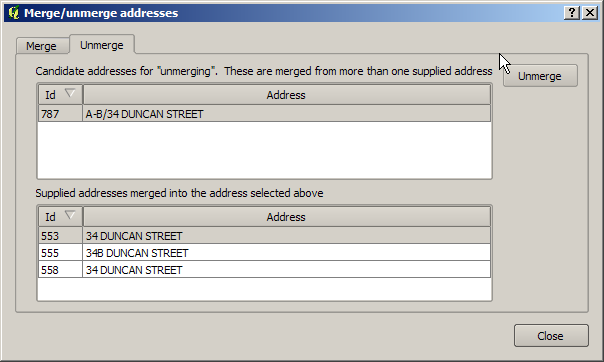 Merge/unmerge addresses
Merge
Unmerge
Candidate addresses for "unmerging".  These are merged from more than one supplied address
Unmerge
Id Address
787 A-B/34 DUNCAN STREET
Supplied addresses merged into the address selected above
Id Address
553 34 DUNCAN STREET
555 34B DUNCAN STREET
558 34 DUNCAN STREET
Close